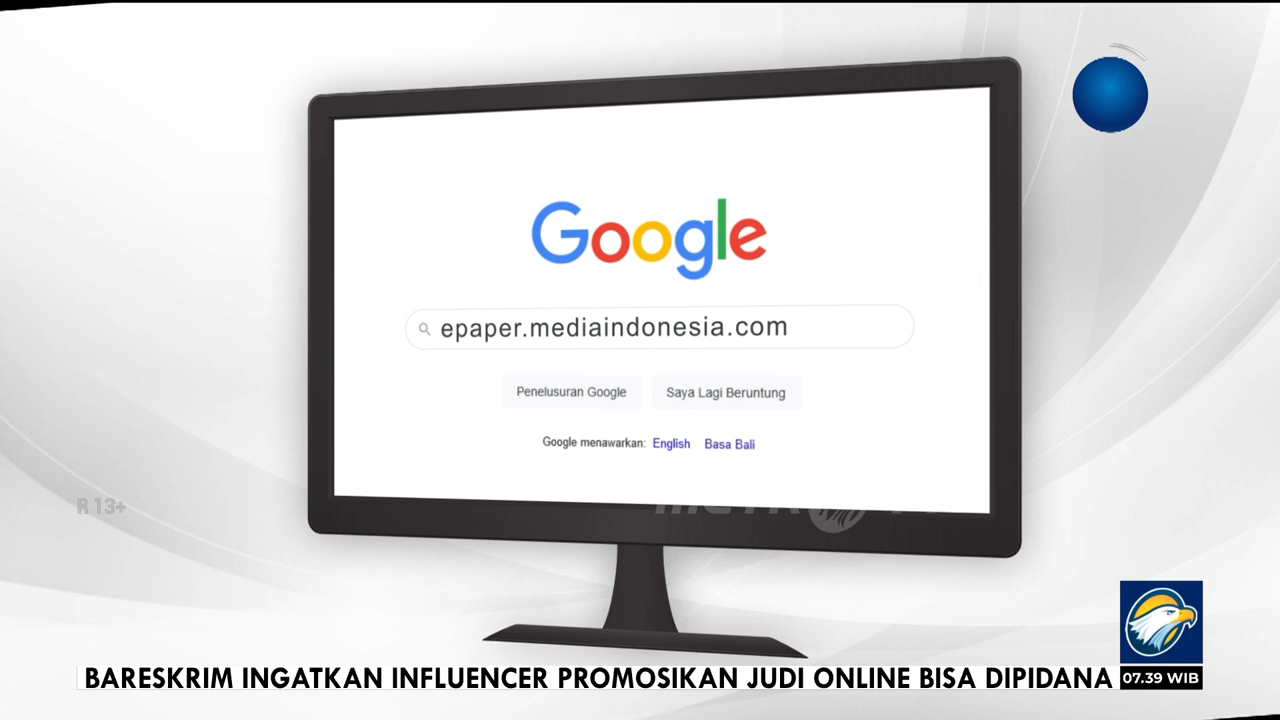 Google
epaper.mediaindonesia.com
Penelusuran Google
Saya Lagi Beruntung
Google menawarkan: English Basa Bali
R 13+
BARESKRIM INGATKAN INFLUENCER PROMOSIKAN JUDI ONLINE BISA DIPIDANA
07.39 WIB